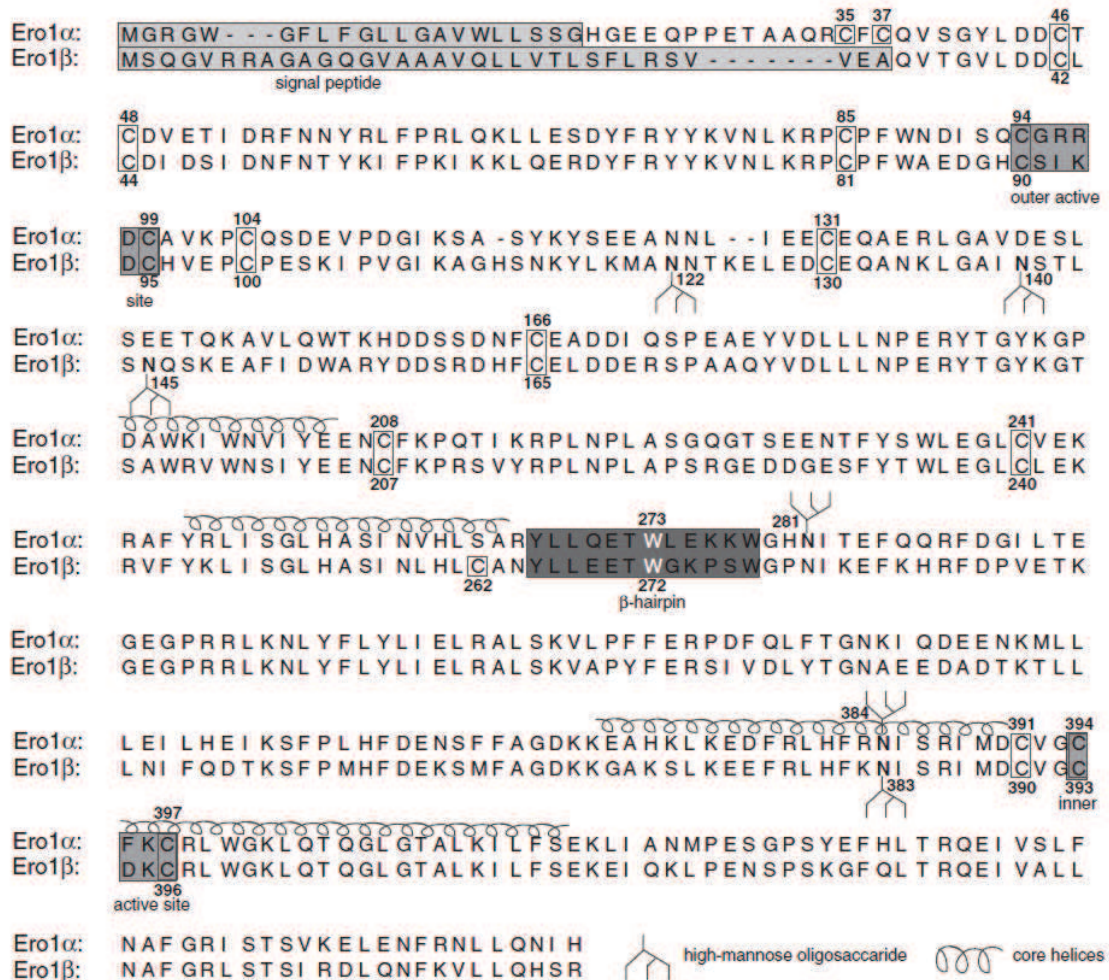 35 37 46
Ero1α: MGRGW---GFLFGLLGAVWLLSSGHGEEQPPETAAQRCFCQVSGYLDDCT
Ero1β: MSQGVRRAGAGQGVAAAVQLLVTLSFLRSV-------VEAQVTGVLDDCL
signal peptide 42
48 85 94
Ero1α: CDVETIDRFNNYRLFPRLQKLLESDYFRYYKVNLKRPCPFWNDISQCGRR
Ero1β: CDIDSIDNFNTYKIFPKIKKLQERDYFRYYKVNLKRPCPFWAEDGHCSIK
44 81 90
outer active
99 104 131
Ero1α: DCAVKPCQSDEVPDGIKSA-SYKYSEEANNL--IEECEQAERLGAVDESL
Ero1β: DCHVEPCPESKIPVGIKAGHSNKYLKMANNTKELEDCEQANKLGAINSTL
95 100 122 130 140
site
166
Ero1α: SEETQKAVLQWTKHDDSSDNFCEADDIQSPEAEYVDLLLNPERYTGYKGP
Ero1β: SNQSKEAFIDWARYDDSRDHFCELDDERSPAAQYVDLLLNPERYTGYKGT
145 165
208 241
Ero1α: DAWKIWNVIYEENCFKPQTIKRPLNPLASGQGTSEENTFYSWLEGLCVEK
Ero1β: SAWRVWNSIYEENCFKPRSVYRPLNPLAPSRGEDDGESFYTWLEGLCLEK
207 240
273 281
Ero1α: RAFYRLISGLHASINVHLSARYLLQETWLEKKWGHNITEFQQRFDGILTE
Ero1β: RVFYKLISGLHASINLHLCANYLLEETWGKPSWGPNIKEFKHRFDPVETK
262 272
β-hairpin
Ero1α: GEGPRRLKNLYFLYLIELRALSKVLPFFERPDFQLFTGNKIQDEENKMLL
Ero1β: GEGPRRLKNLYFLYLIELRALSKVAPYFERSIVDLYTGNAEEDADTKTLL
384 391 394
Ero1α: LEILHEIKSFPLHFDENSFFAGDKKEAHKLKEDFRLHFRNISRIMDCVGC
Ero1β: LNIFQDTKSFPMHFDEKSMFAGDKKGAKSLKEEFRLHFKNISRIMDCVGC
383 390 393
inner
397
Ero1α: FKCRLWGKLQTQGLGTALKILFSEKLIANMPESGPSYEFHLTRQEIVSLF
Ero1β: DKCRLWGKLQTQGLGTALKILFSEKEIQKLPENSPSKGFQLTRQEIVALL
396
active site
Ero1α: NAFGRISTSVKELENFRNLLQNIH high-mannose oligosaccaride core helices
Ero1β: NAFGRLSTSIRDLQNFKVLLQHSR